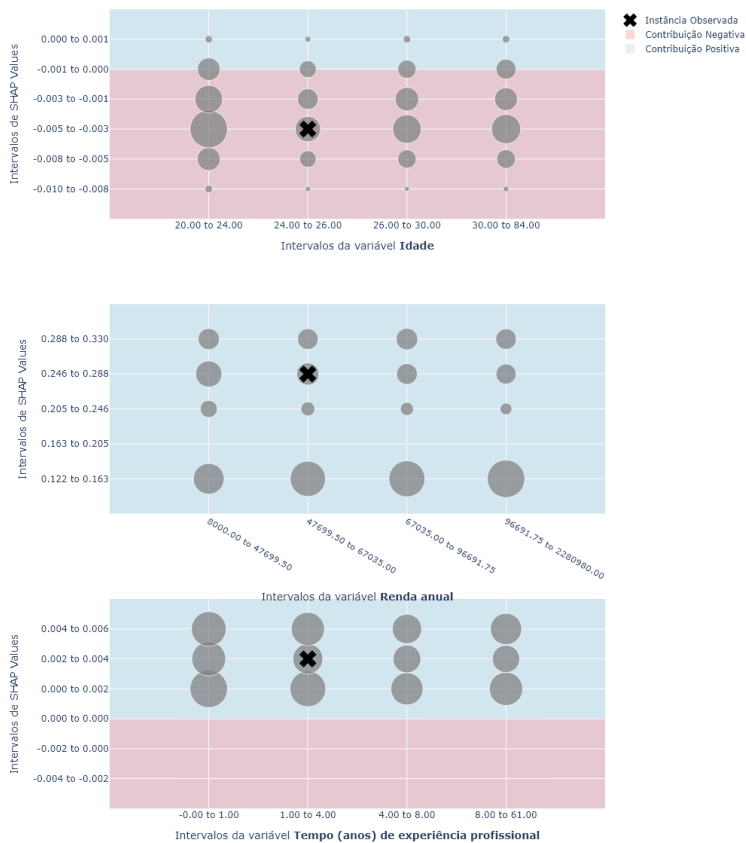 Instância Observada
Contribuição Negativa
Contribuição Positiva
Intervalos de SHAP Values
0.000 to 0.001
-0.001 to 0.000
-0.003 to -0.001
-0.005 to -0.003
-0.008 to -0.005
-0.010 to -0.008
20.00 to 24.00
24.00 to 26.00
26.00 to 30.00
30.00 to 84.00
Intervalos da variável Idade
Intervalos de SHAP Values
0.288 to 0.330
0.246 to 0.288
0.205 to 0.246
0.163 to 0.205
0.122 to 0.163
8000.00 to 47699.50
47699.50 to 67035.00
67035.00 to 96691.75
96691.75 to 2280980.00
Intervalos da variável Renda anual
Intervalos de SHAP Values
0.004 to 0.006
0.002 to 0.004
0.000 to 0.002
0.000 to 0.000
-0.002 to 0.000
-0.004 to -0.002
-0.00 to 1.00
1.00 to 4.00
4.00 to 8.00
8.00 to 61.00
Intervalos da variável Tempo (anos) de experiência profissional